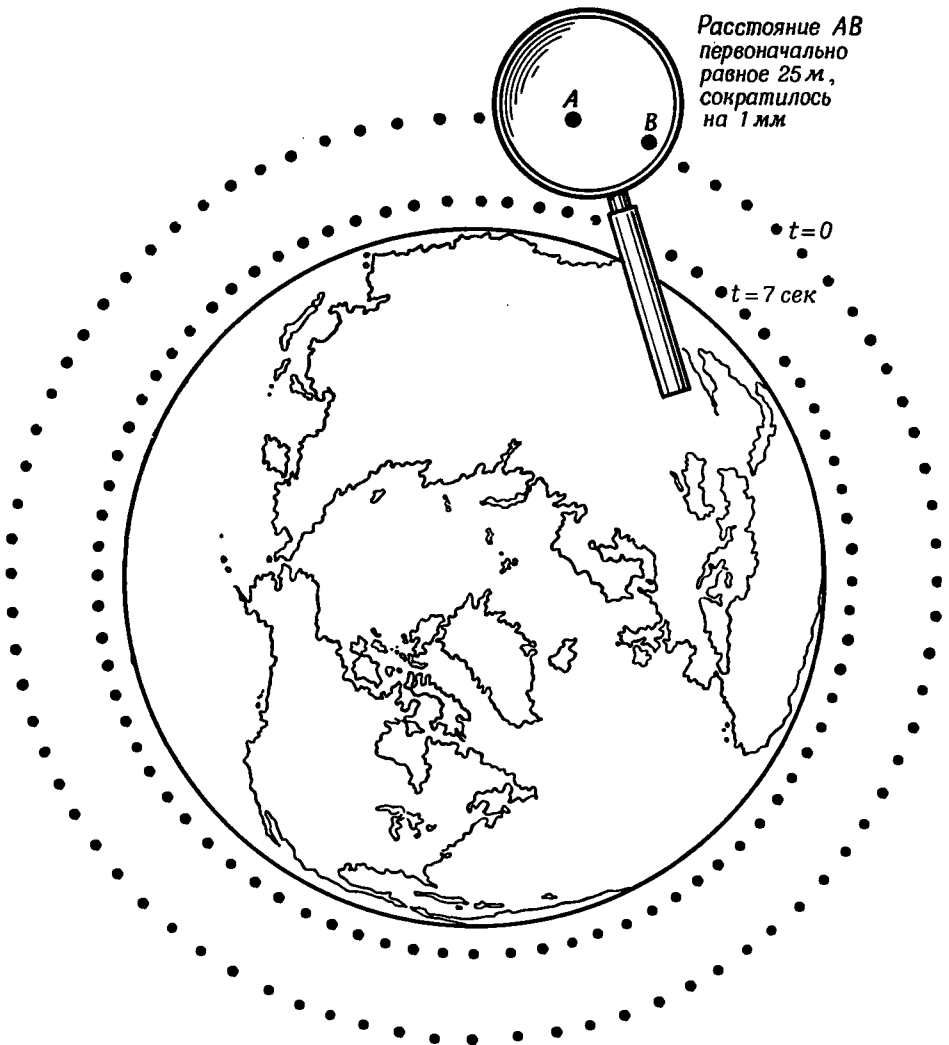 Расстояние AB
первоначально
равное 25 м,
сократилось
на 1 мм
A
B
t=0
t=7 сек